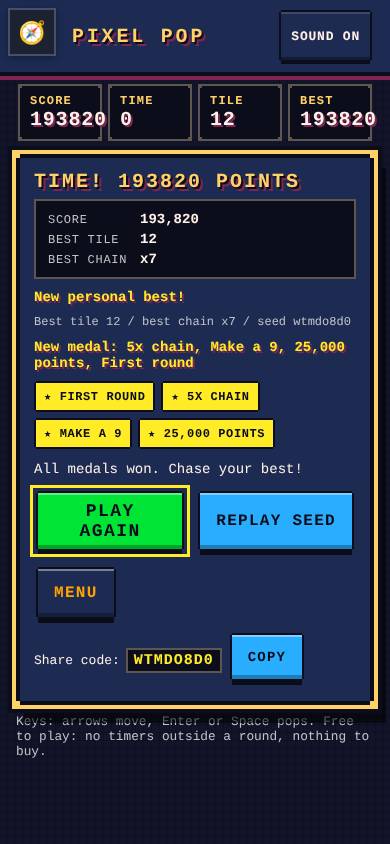 PIXEL POP
SOUND ON
SCORE TIME TILE BEST
193820 0 12 193820
TIME! 193820 POINTS
SCORE 193,820
BEST TILE 12
BEST CHAIN x7
New personal best!
Best tile 12 / best chain x7 / seed wtmdo8d0
New medal: 5x chain, Make a 9, 25,000
points, First round
★ FIRST ROUND ★ 5X CHAIN
★ MAKE A 9 ★ 25,000 POINTS
All medals won. Chase your best!
PLAY
AGAIN
REPLAY SEED
MENU
Share code: WTMDO8D0 COPY
Keys: arrows move, Enter or Space pops. Free
to play: no timers outside a round, nothing to
buy.